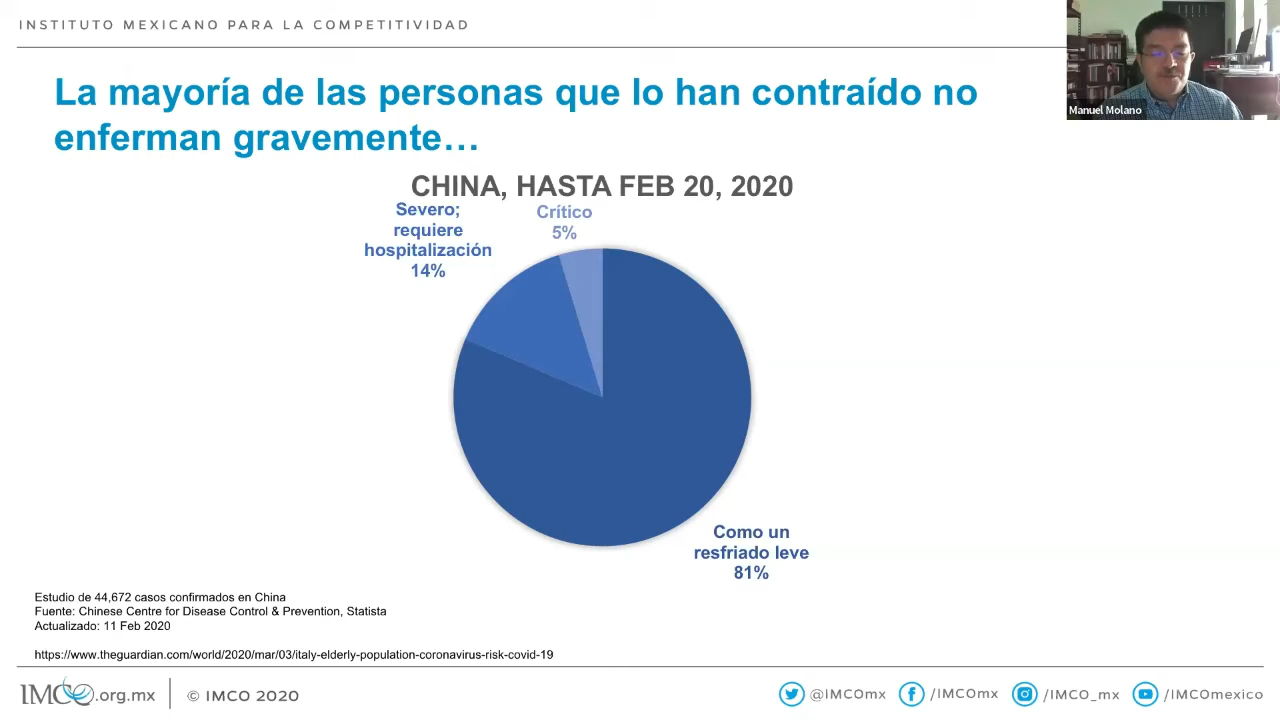 INSTITUTO MEXICANO PARA LA COMPETITIVIDAD
Manuel Molano
La mayoría de las personas que lo han contraído no
enferman gravemente…
CHINA, HASTA FEB 20, 2020
Severo;
requiere
hospitalización
14%
Crítico
5%
Como un
resfriado leve
81%
Estudio de 44,672 casos confirmados en China
Fuente: Chinese Centre for Disease Control & Prevention, Statista
Actualizado: 11 Feb 2020
https://www.theguardian.com/world/2020/mar/03/italy-elderly-population-coronavirus-risk-covid-19
IMCO.org.mx
© IMCO 2020
@IMCOmx
/IMCOmx
/IMCO_mx
/IMCOmexico